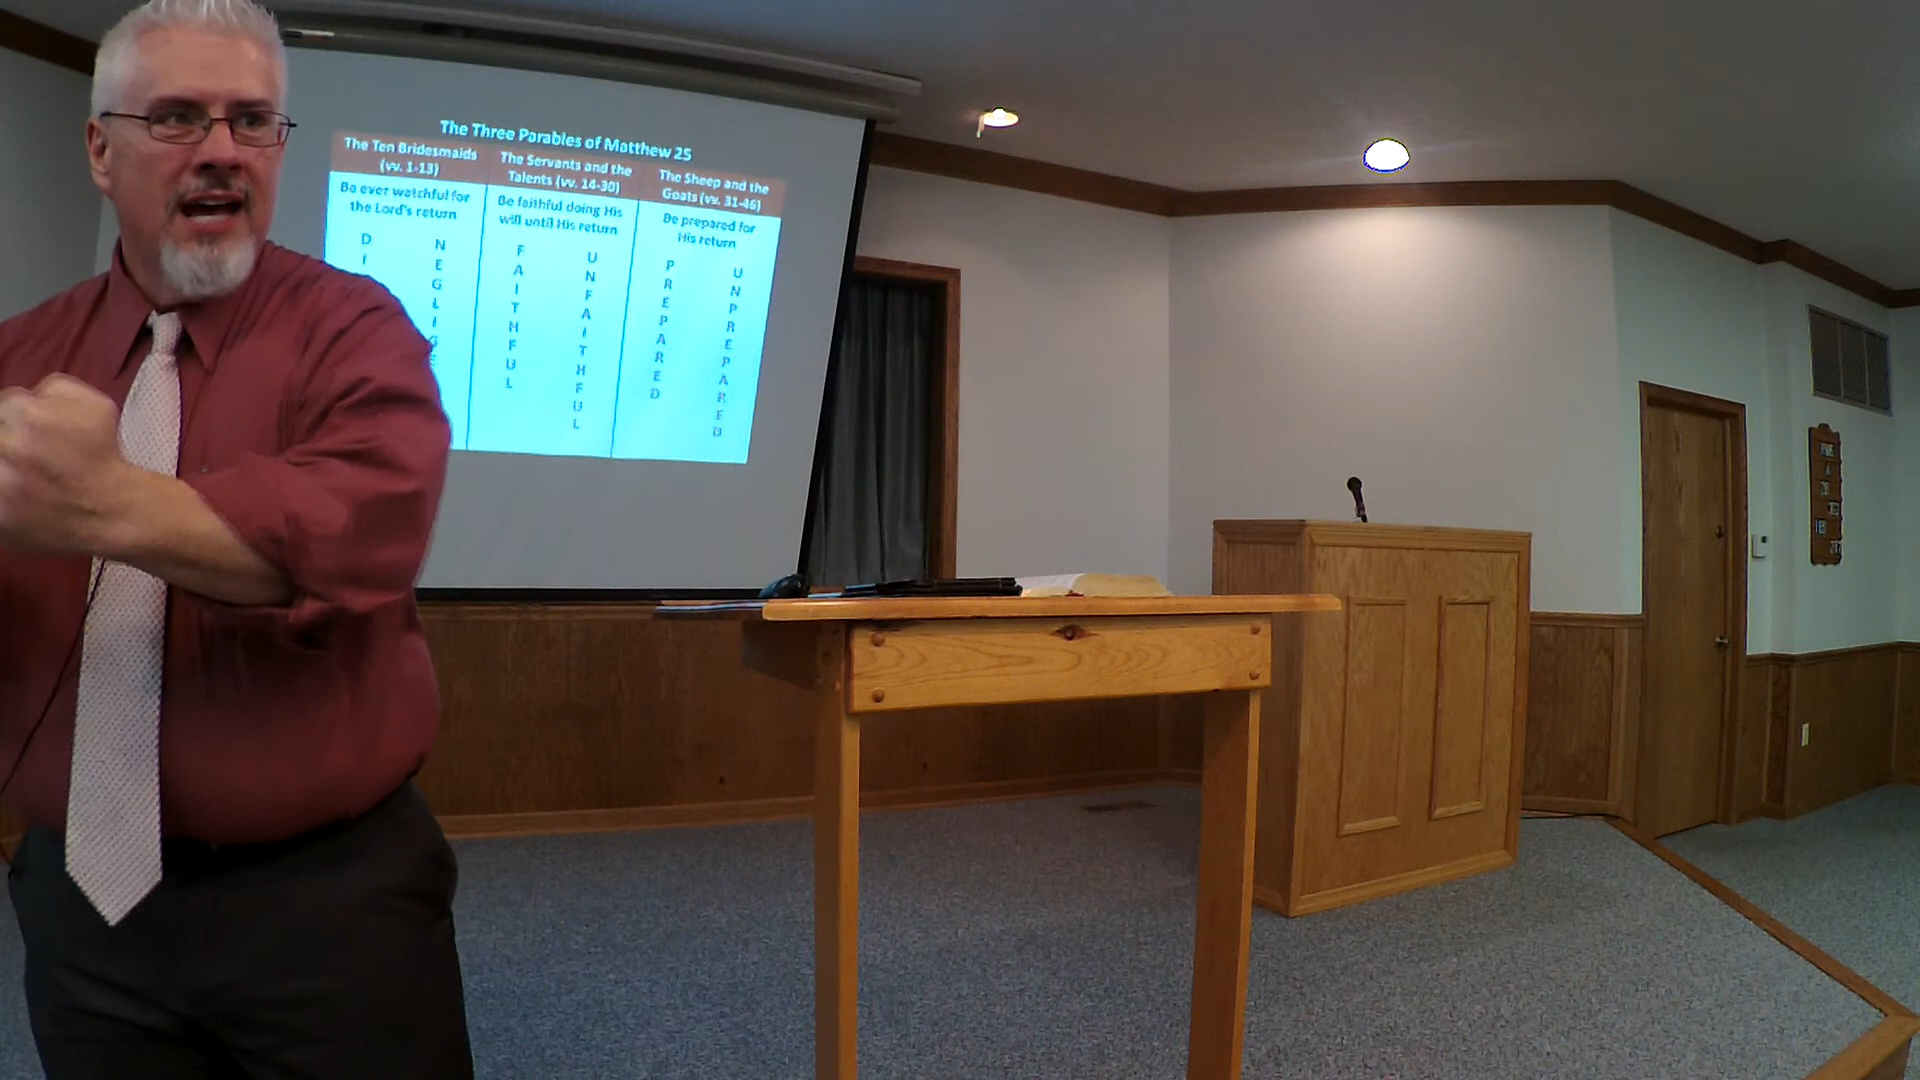 The Three Parables of Matthew 25
The Ten Bridesmaids
(vv. 1-13)
The Servants and the
Talents (vv. 14-30)
The Sheep and the
Goats (vv. 31-46)
Be ever watchful for
the Lord's return
Be faithful doing His
will until His return
Be prepared for
His return
D
I
N
E
G
L
I
G
E
F
A
I
T
H
F
U
L
U
N
F
A
I
T
H
F
U
L
P
R
E
P
A
R
E
D
U
N
P
R
E
P
A
R
E
D